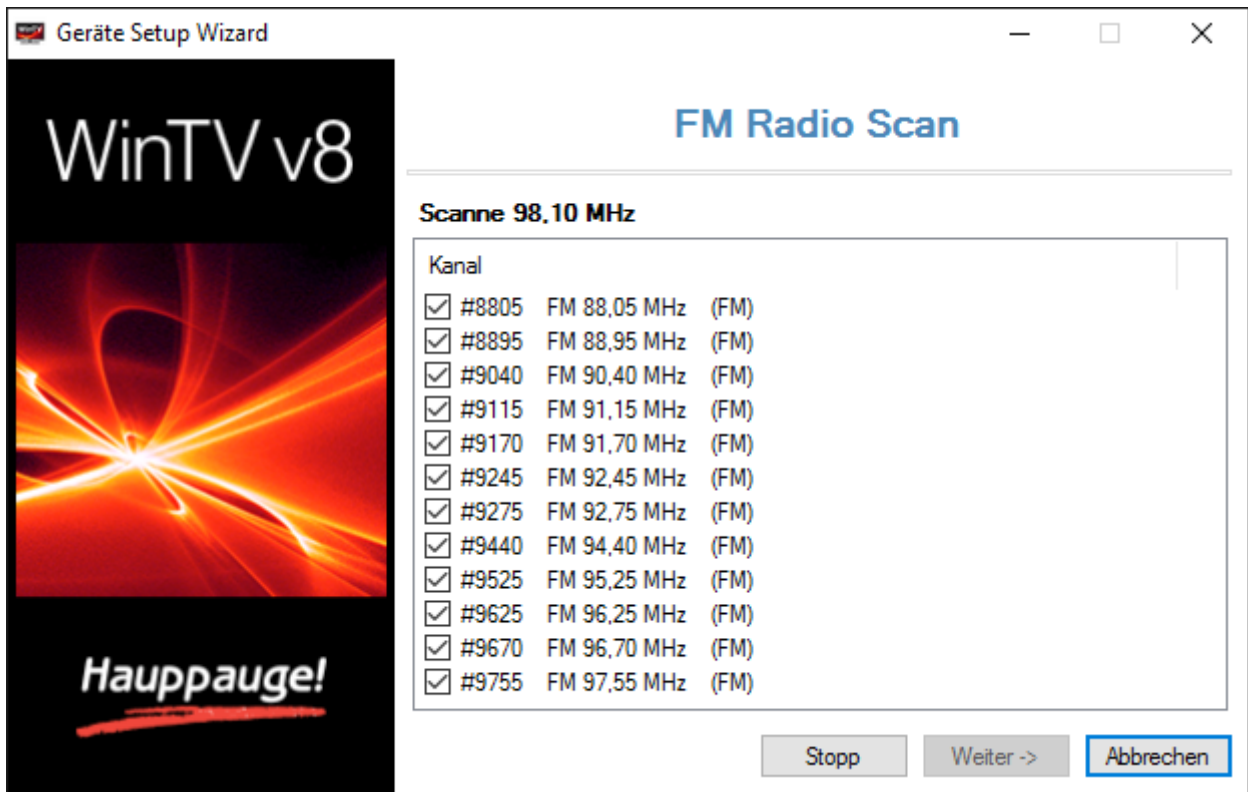 Geräte Setup Wizard
WinTV v8
FM Radio Scan
Scanne 98,10 MHz
Kanal
#8805 FM 88,05 MHz (FM)
#8895 FM 88,95 MHz (FM)
#9040 FM 90,40 MHz (FM)
#9115 FM 91,15 MHz (FM)
#9170 FM 91,70 MHz (FM)
#9245 FM 92,45 MHz (FM)
#9275 FM 92,75 MHz (FM)
#9440 FM 94,40 MHz (FM)
#9525 FM 95,25 MHz (FM)
#9625 FM 96,25 MHz (FM)
#9670 FM 96,70 MHz (FM)
#9755 FM 97,55 MHz (FM)
Hauppauge!
Stopp Weiter -> Abbrechen